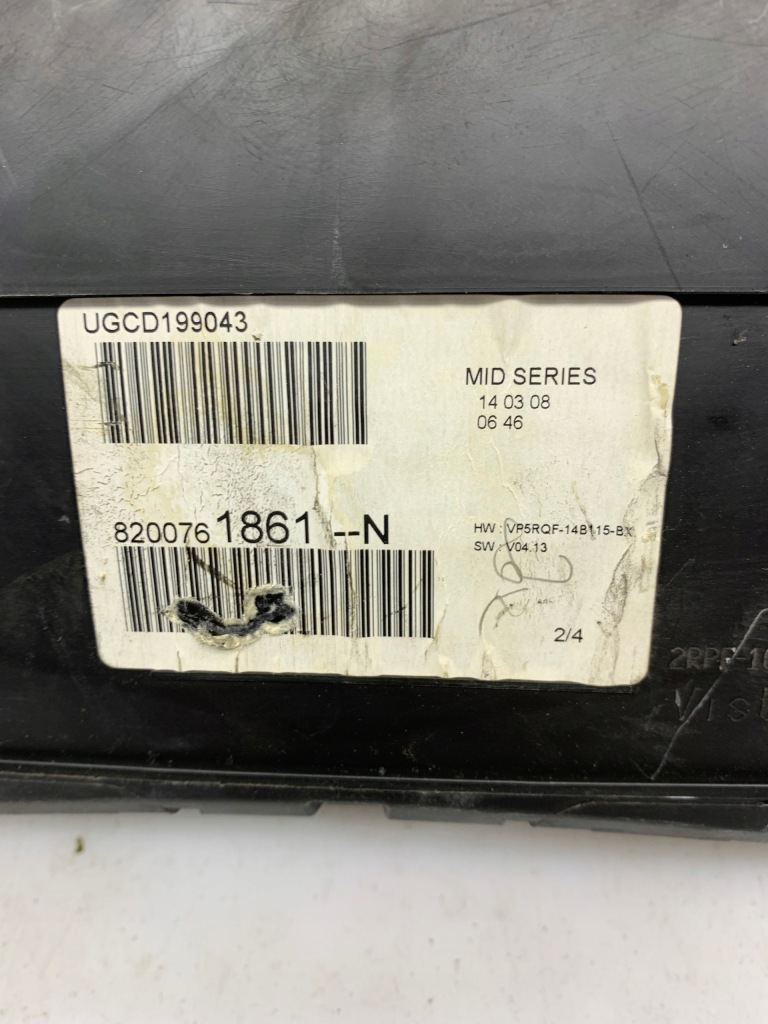 UGCD199043
MID SERIES
14 03 08
06 46
8200761861 --N
HW : VP5RQF-14B115-BX
SW : V04.13
2/4